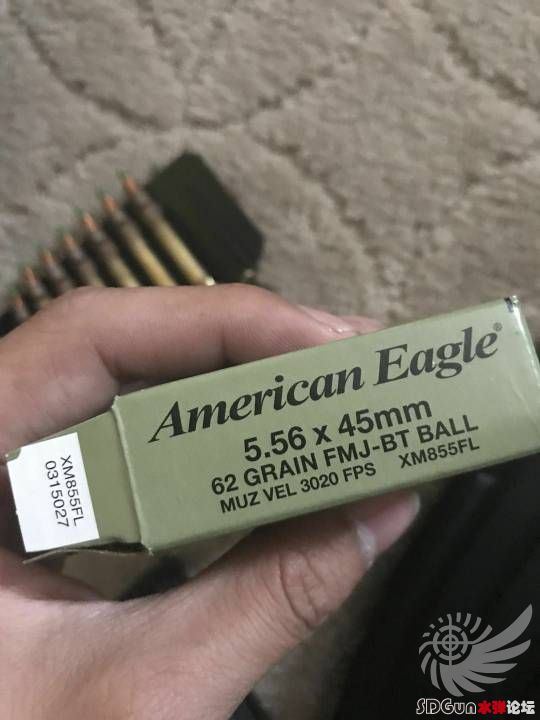 American Eagle®
5.56 x 45mm
62 GRAIN FMJ-BT BALL
MUZ VEL 3020 FPS XM855FL
XM855FL
0315027
SDGun水弹论坛